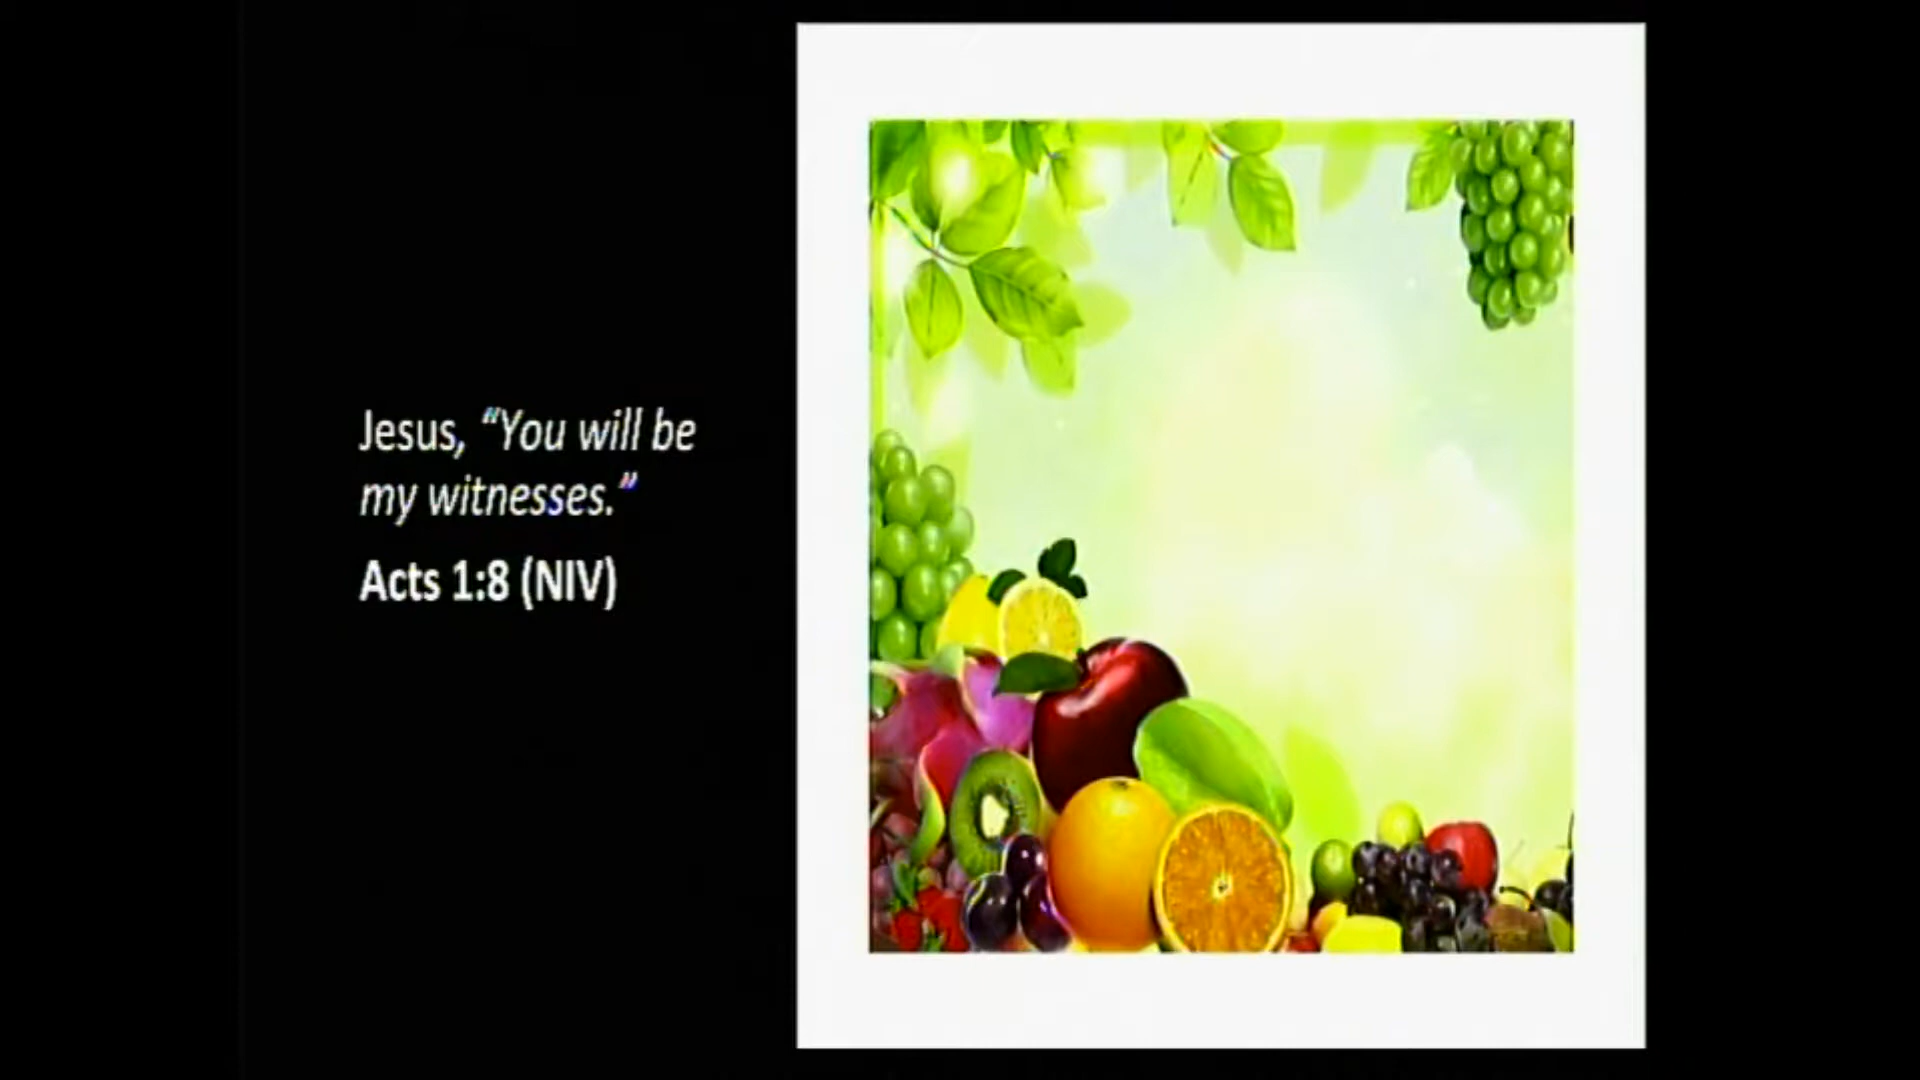 Jesus, “You will be
my witnesses.”
Acts 1:8 (NIV)